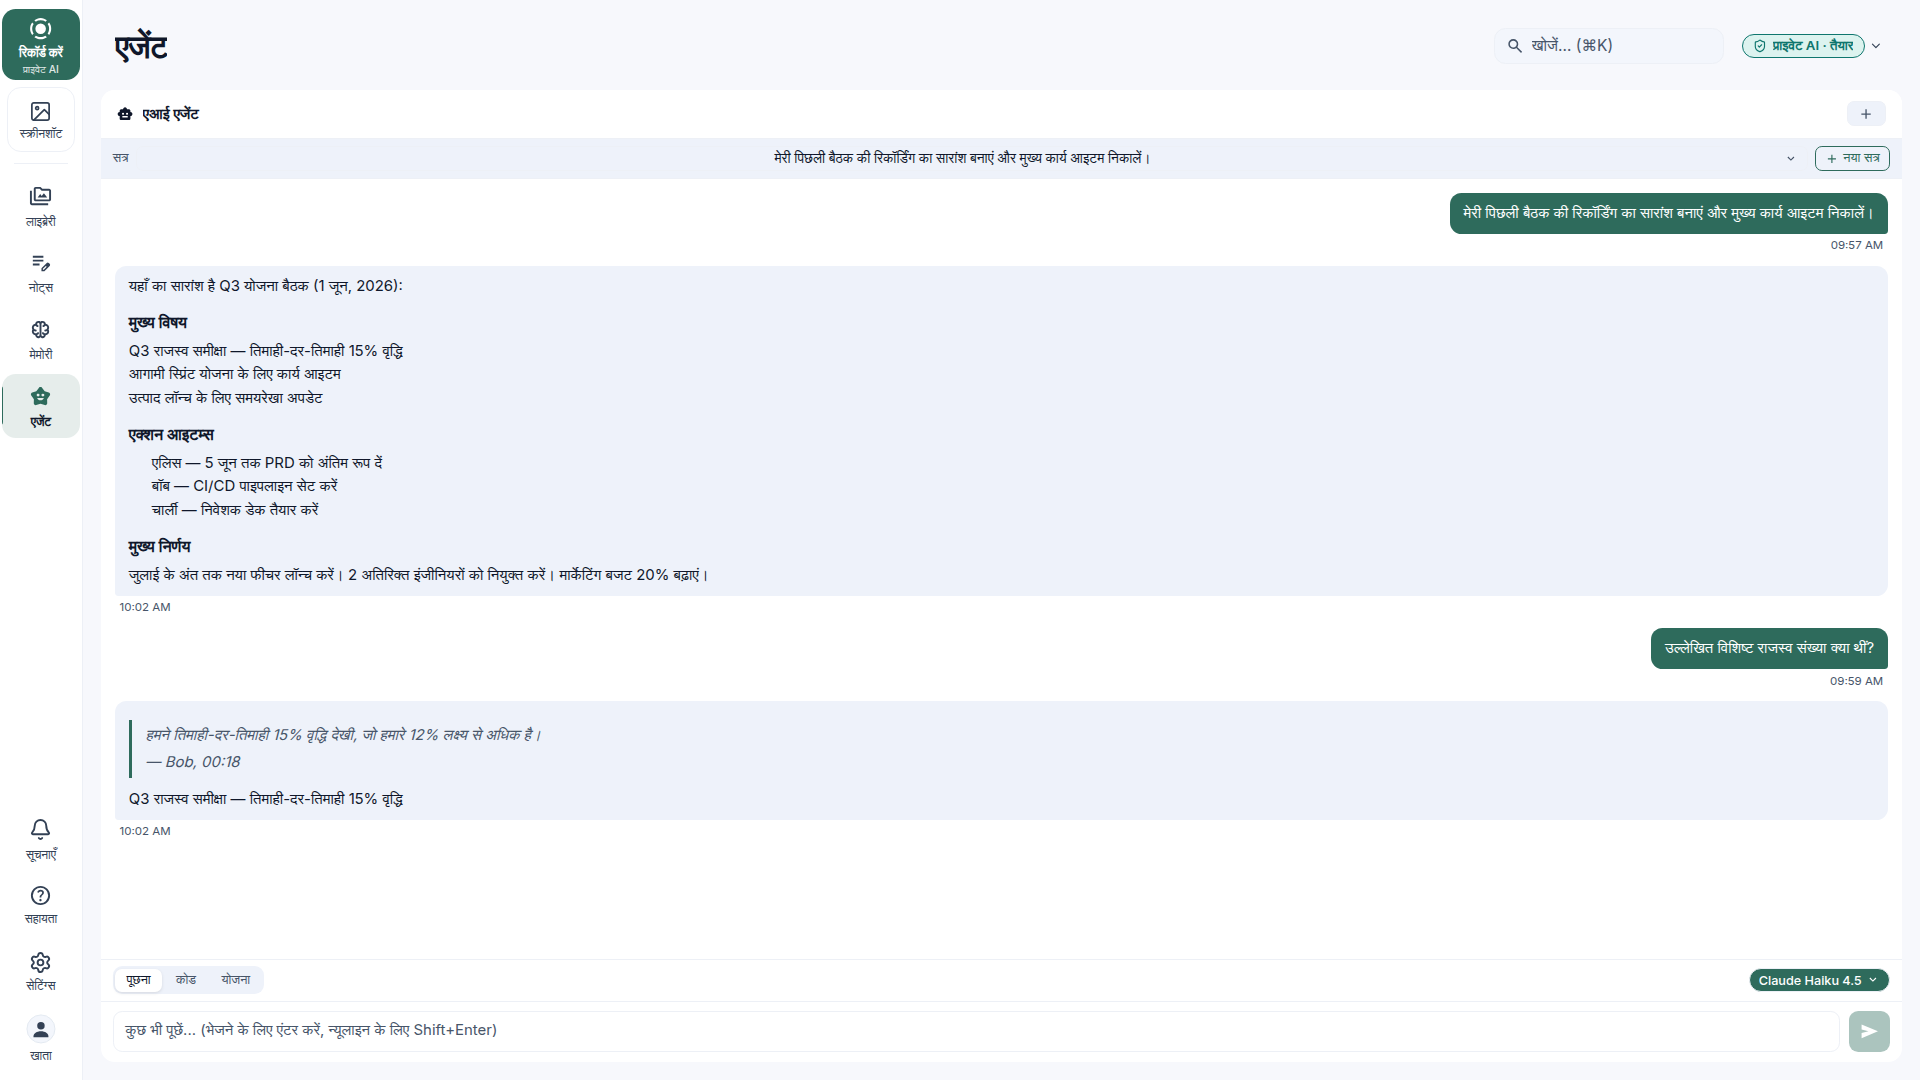 रिकॉर्ड करें
प्राइवेट AI
स्क्रीनशॉट
लाइब्रेरी
नोट्स
मेमोरी
एजेंट
सूचनाएँ
सहायता
सेटिंग्स
खाता
एजेंट
खोजें... (⌘K)
प्राइवेट AI · तैयार
एआई एजेंट
सत्र
मेरी पिछली बैठक की रिकॉर्डिंग का सारांश बनाएं और मुख्य कार्य आइटम निकालें।
नया सत्र
मेरी पिछली बैठक की रिकॉर्डिंग का सारांश बनाएं और मुख्य कार्य आइटम निकालें।
09:57 AM
यहाँ का सारांश है Q3 योजना बैठक (1 जून, 2026):
मुख्य विषय
Q3 राजस्व समीक्षा — तिमाही-दर-तिमाही 15% वृद्धि
आगामी स्प्रिंट योजना के लिए कार्य आइटम
उत्पाद लॉन्च के लिए समयरेखा अपडेट
एक्शन आइटम्स
एलिस — 5 जून तक PRD को अंतिम रूप दें
बॉब — CI/CD पाइपलाइन सेट करें
चार्ली — निवेशक डेक तैयार करें
मुख्य निर्णय
जुलाई के अंत तक नया फीचर लॉन्च करें। 2 अतिरिक्त इंजीनियरों को नियुक्त करें। मार्केटिंग बजट 20% बढ़ाएं।
10:02 AM
उल्लेखित विशिष्ट राजस्व संख्या क्या थीं?
09:59 AM
हमने तिमाही-दर-तिमाही 15% वृद्धि देखी, जो हमारे 12% लक्ष्य से अधिक है।
— Bob, 00:18
Q3 राजस्व समीक्षा — तिमाही-दर-तिमाही 15% वृद्धि
10:02 AM
पूछना
कोड
योजना
Claude Haiku 4.5
कुछ भी पूछें... (भेजने के लिए एंटर करें, न्यूलाइन के लिए Shift+Enter)